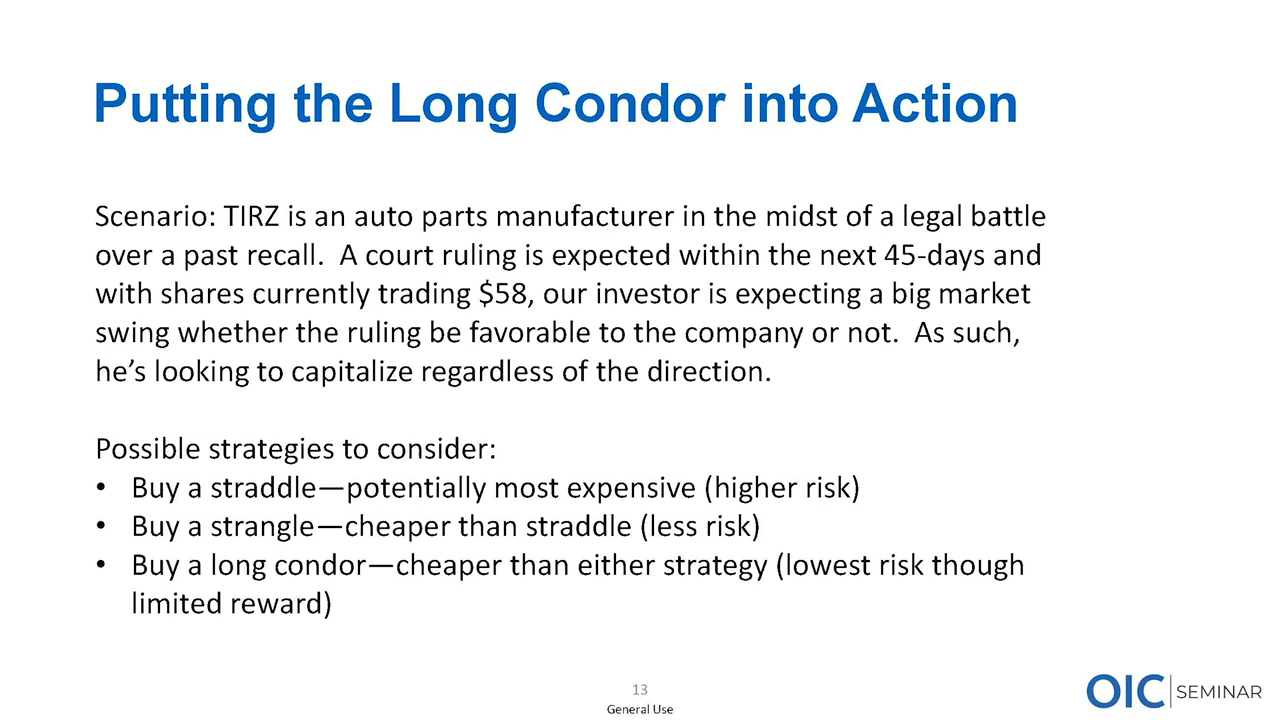 Putting the Long Condor into Action
Scenario: TIRZ is an auto parts manufacturer in the midst of a legal battle
over a past recall.  A court ruling is expected within the next 45-days and
with shares currently trading $58, our investor is expecting a big market
swing whether the ruling be favorable to the company or not.  As such,
he’s looking to capitalize regardless of the direction.
Possible strategies to consider:
• Buy a straddle—potentially most expensive (higher risk)
• Buy a strangle—cheaper than straddle (less risk)
• Buy a long condor—cheaper than either strategy (lowest risk though
limited reward)
13
General Use
OIC SEMINAR